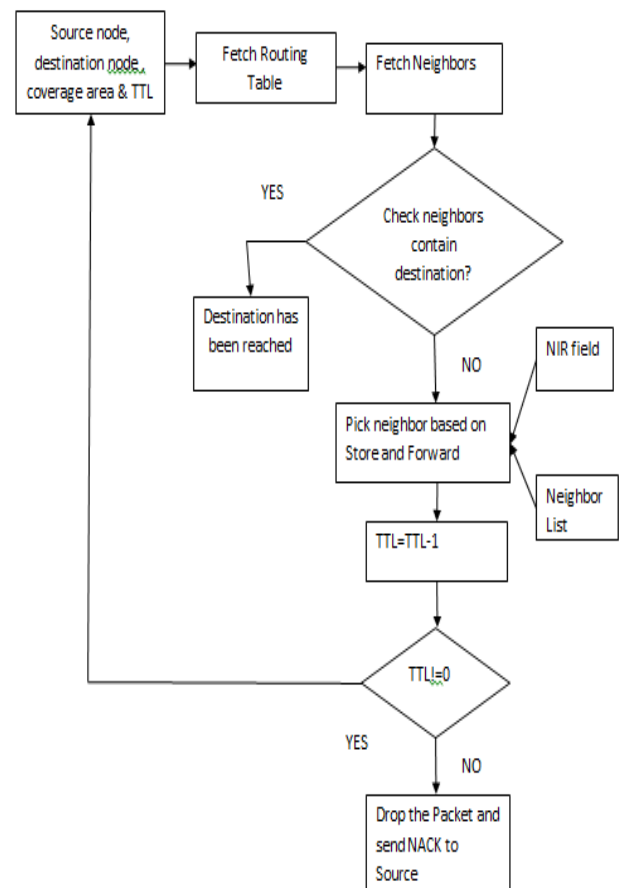 Source node,
destination node,
coverage area & TTL
Fetch Routing
Table
Fetch Neighbors
YES
Check neighbors
contain
destination?
Destination has
been reached
NO
NIR field
Pick neighbor based on
Store and Forward
Neighbor
List
TTL=TTL-1
TTL!=0
YES
NO
Drop the Packet and
send NACK to
Source